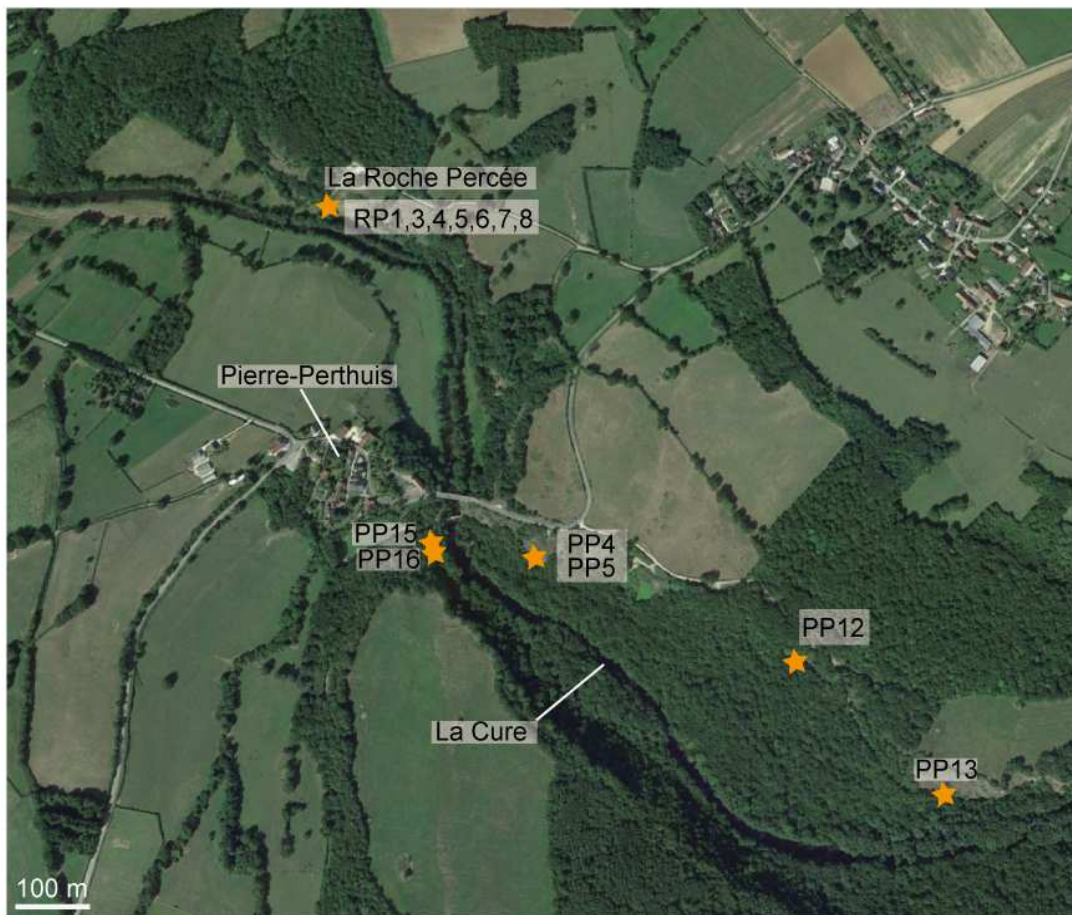 La Roche Percée
RP1,3,4,5,6,7,8
Pierre-Perthuis
PP15
PP16
PP4
PP5
PP12
La Cure
PP13
100 m